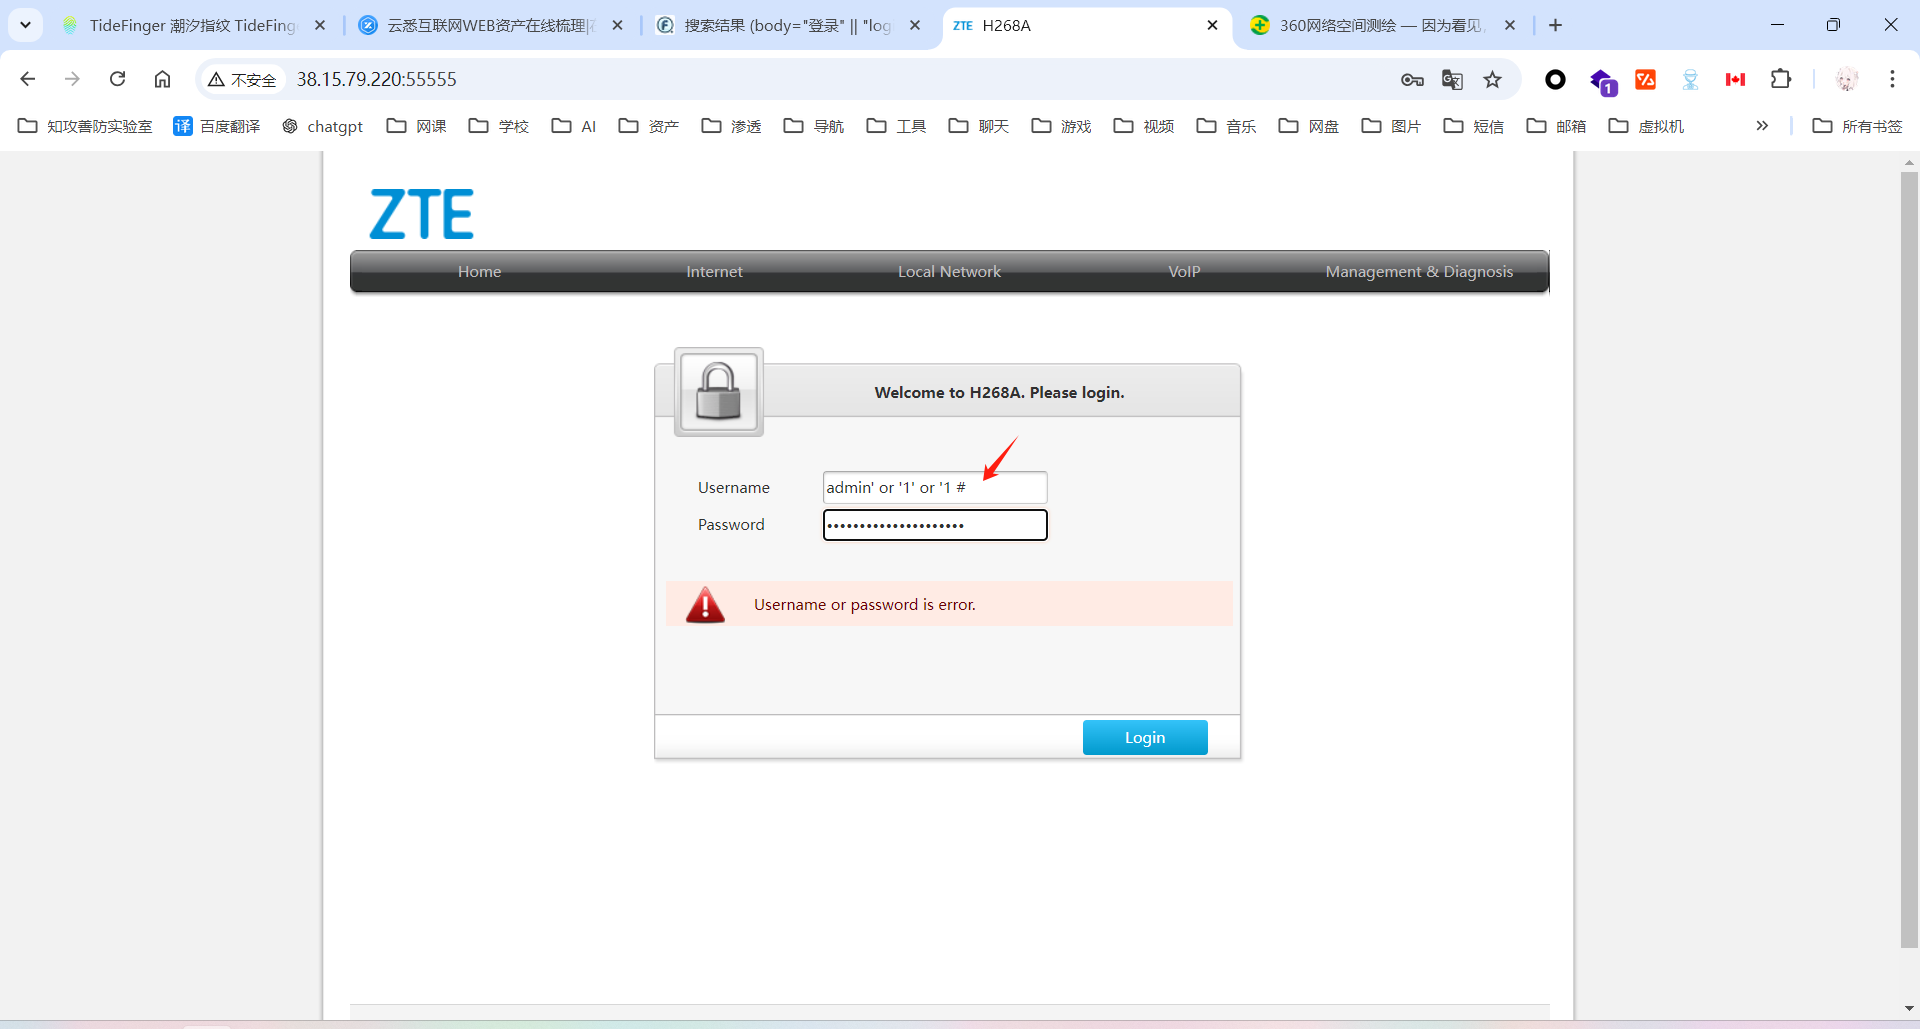 TideFinger 潮汐指纹 TideFing
云悉互联网WEB资产在线梳理|
搜索结果 (body="登录" || "log
ZTE H268A
360网络空间测绘 — 因为看见,
不安全 38.15.79.220:55555
1
知攻善防实验室 译 百度翻译 chatgpt 网课 学校 AI 资产 渗透 导航 工具 聊天 游戏 视频 音乐 网盘 图片 短信 邮箱 虚拟机 » 所有书签
ZTE
Home Internet Local Network VoIP Management & Diagnosis
Welcome to H268A. Please login.
Username admin' or '1' or '1 #
Password •••••••••••••••••••••
Username or password is error.
Login